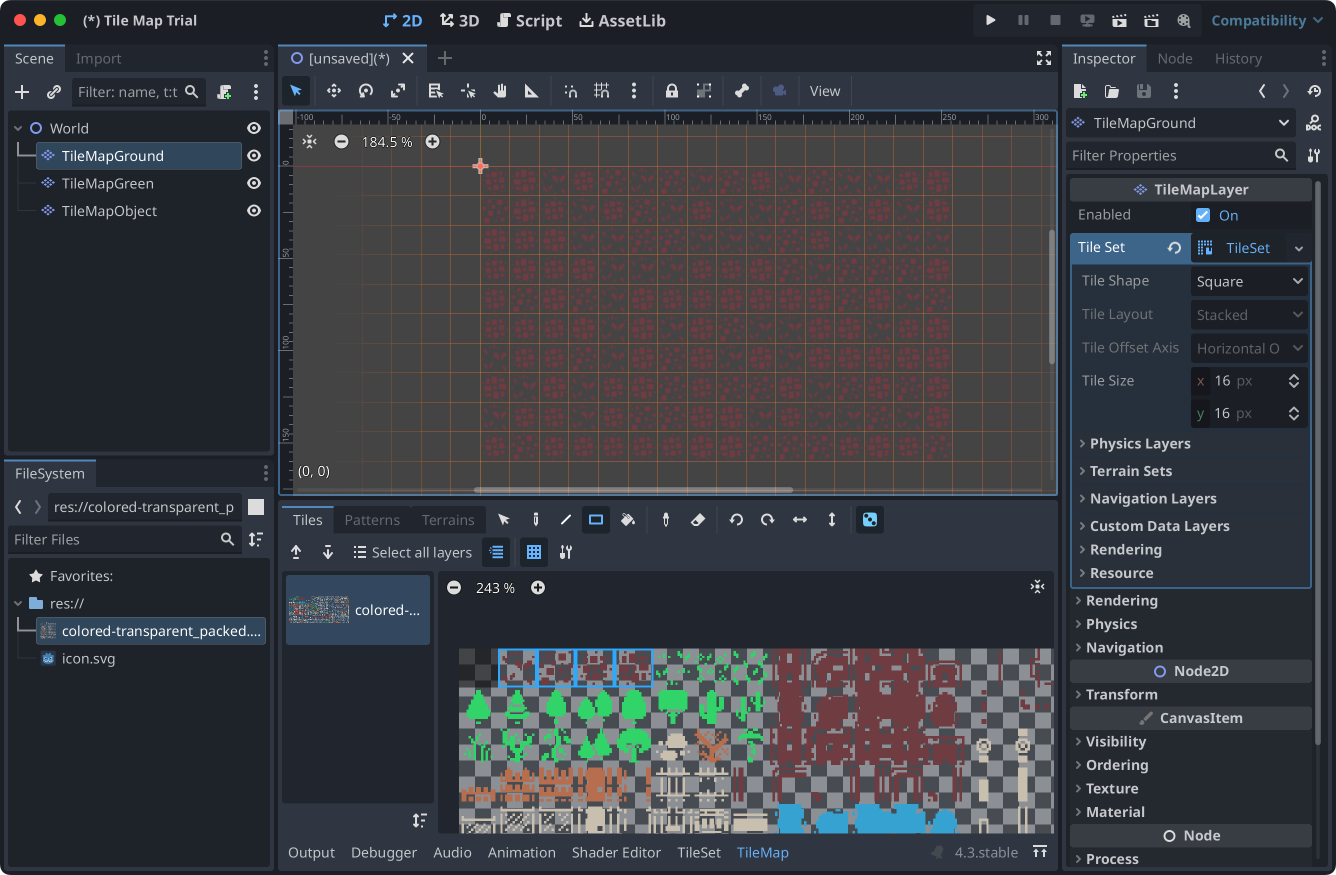 (*) Tile Map Trial
2D
3D
Script
AssetLib
Compatibility
Scene
Import
Filter: name, t:t
World
TileMapGround
TileMapGreen
TileMapObject
FileSystem
res://colored-transparent_p
Filter Files
Favorites:
res://
colored-transparent_packed....
icon.svg
[unsaved](*)
View
-100 -50 0 50 100 150 200 250 300
0
50
100
150
184.5 %
(0, 0)
Tiles
Patterns
Terrains
Select all layers
colored-...
243 %
Output
Debugger
Audio
Animation
Shader Editor
TileSet
TileMap
4.3.stable
Inspector
Node
History
TileMapGround
DOC
Filter Properties
TileMapLayer
Enabled
On
Tile Set
TileSet
Tile Shape
Square
Tile Layout
Stacked
Tile Offset Axis
Horizontal O
Tile Size
x 16 px
y 16 px
Physics Layers
Terrain Sets
Navigation Layers
Custom Data Layers
Rendering
Resource
Rendering
Physics
Navigation
Node2D
Transform
CanvasItem
Visibility
Ordering
Texture
Material
Node
Process